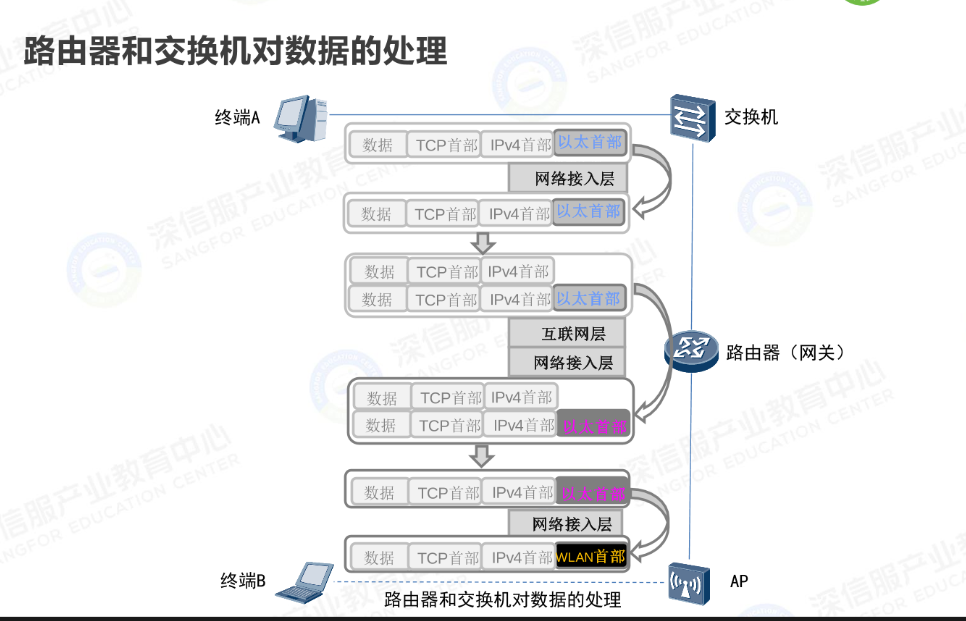 路由器和交换机对数据的处理
终端A
交换机
数据 TCP首部 IPv4首部 以太首部
网络接入层
数据 TCP首部 IPv4首部 以太首部
数据 TCP首部 IPv4首部
数据 TCP首部 IPv4首部 以太首部
互联网层
路由器（网关）
网络接入层
数据 TCP首部 IPv4首部
数据 TCP首部 IPv4首部 以太首部
数据 TCP首部 IPv4首部 以太首部
网络接入层
数据 TCP首部 IPv4首部 WLAN首部
终端B
AP
路由器和交换机对数据的处理
深信服产业教育中心
SANGFOR EDUCATION CENTER